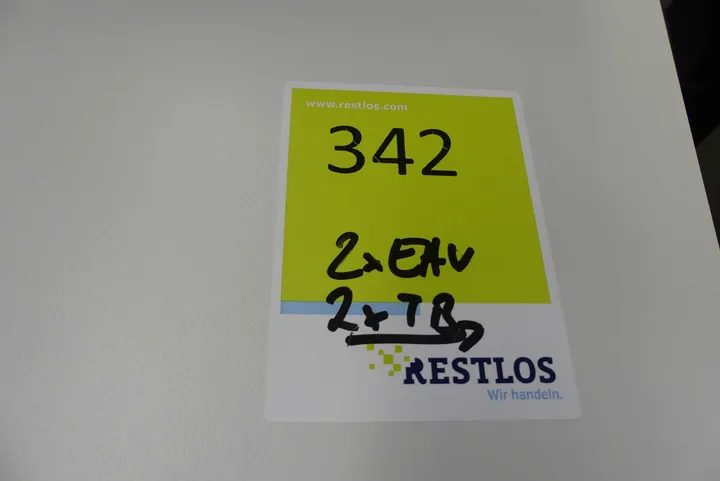 www.restlos.com
342
2x EAV
2x TB
RESTLOS
Wir handeln.